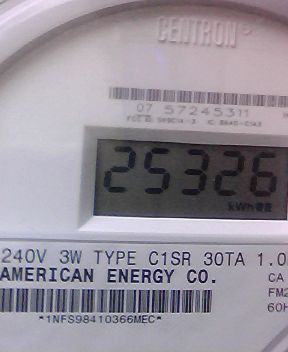 CENTRON
07 57245311
25326
kWh
240V 3W TYPE C1SR 30TA 1.0
AMERICAN ENERGY CO.
CA
FM2
60H
*1NFS98410366MEC*